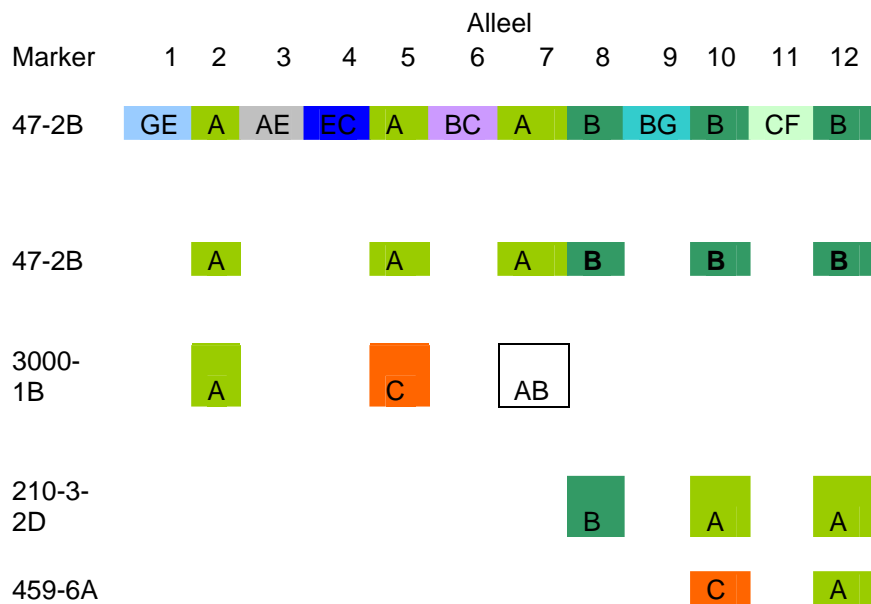 Alleel
Marker 1 2 3 4 5 6 7 8 9 10 11 12
47-2B GE A AE EC A BC A B BG B CF B
47-2B A A A B B B
3000-
1B A C AB
210-3-
2D B A A
459-6A C A